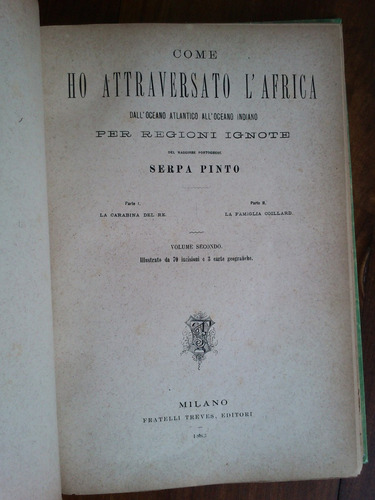 COME
HO ATTRAVERSATO L'AFRICA
DALL'OCEANO ATLANTICO ALL'OCEANO INDIANO
PER REGIONI IGNOTE
DEL MAGGIORE PORTOGHESE
SERPA PINTO
Parte I. Parte II.
LA CARABINA DEL RE. LA FAMIGLIA COILLARD.
VOLUME SECONDO.
Illustrato da 70 incisioni e 3 carte geografiche.
MILANO
FRATELLI TREVES, EDITORI